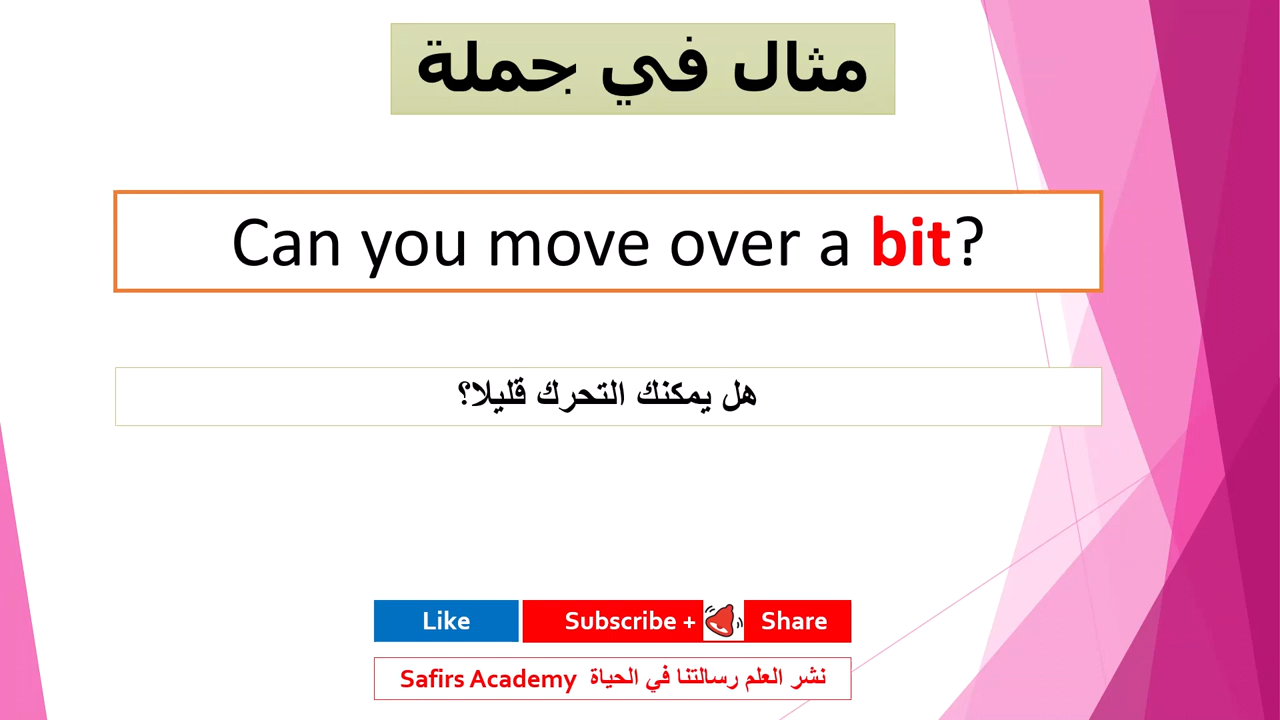 مثال في جملة
Can you move over a bit?
هل يمكنك التحرك قليلا؟
Like
Subscribe +
Share
Safirs Academy نشر العلم رسالتنا في الحياة